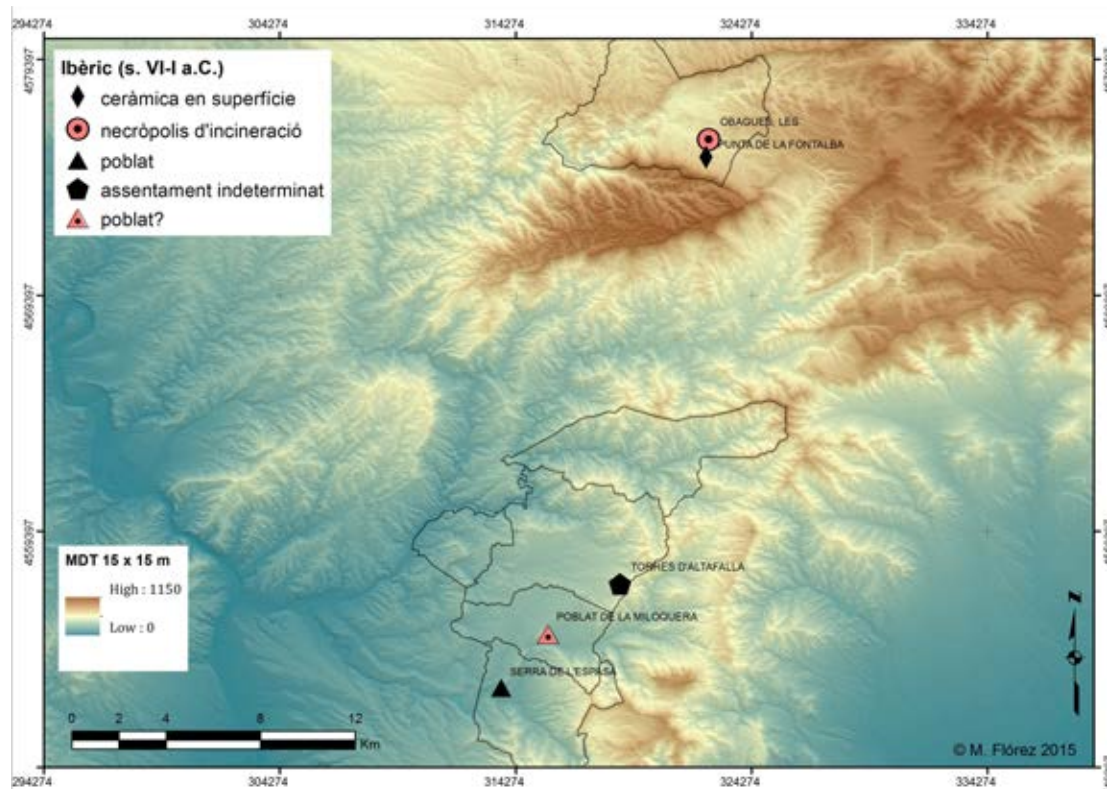 294274 304274 314274 324274 334274
4579397
Ibèric (s. VI-I a.C.)
ceràmica en superfície
necròpolis d'incineració
poblat
assentament indeterminat
poblat?
OBAGUES, LES
PUNTA DE LA FONTALBA
4569397
4559397
MDT 15 x 15 m
High : 1150
Low : 0
TORRES D'ALTAFALLA
POBLAT DE LA MILOQUERA
SERRA DE L'ESPASA
N
0 2 4 8 12
Km
© M. Flórez 2015
294274 304274 314274 324274 334274